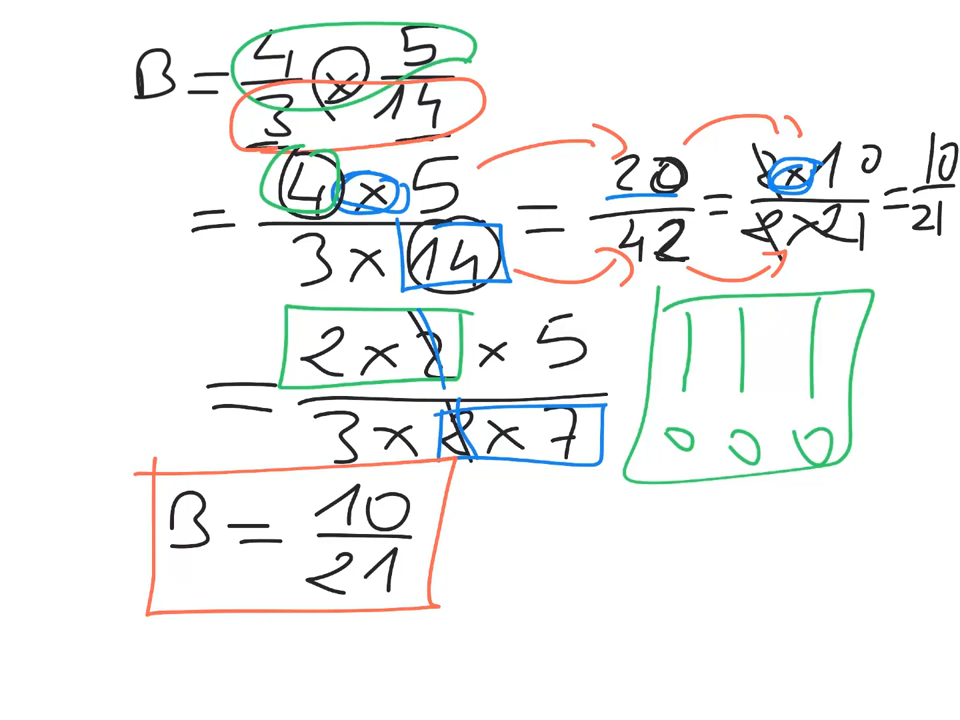 B = 4/3 × 5/14
= (4 × 5)/(3 × 14) = 20/42 = (2 × 10)/(2 × 21) = 10/21
= (2 × 2 × 5)/(3 × 2 × 7)
B = 10/21